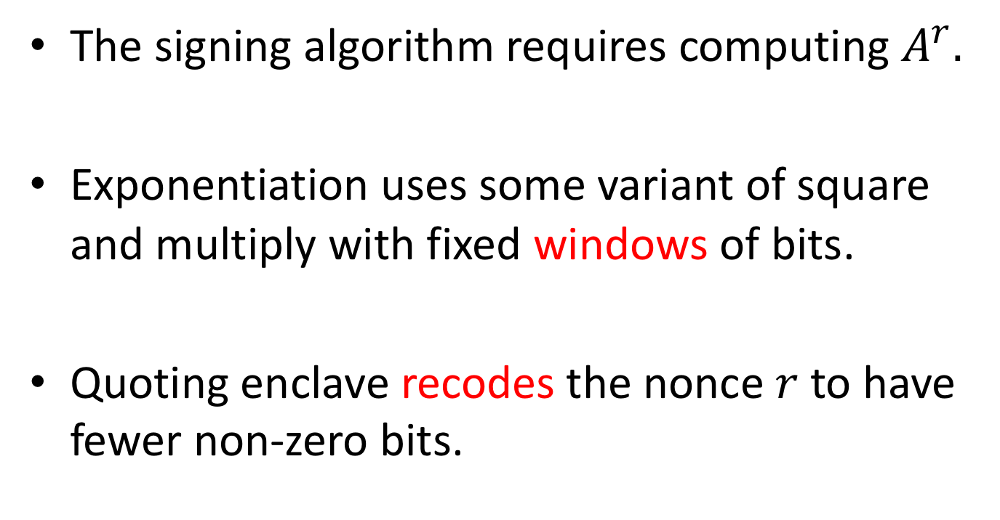 • The signing algorithm requires computing $A^r$.
• Exponentiation uses some variant of square
and multiply with fixed windows of bits.
• Quoting enclave recodes the nonce $r$ to have
fewer non-zero bits.